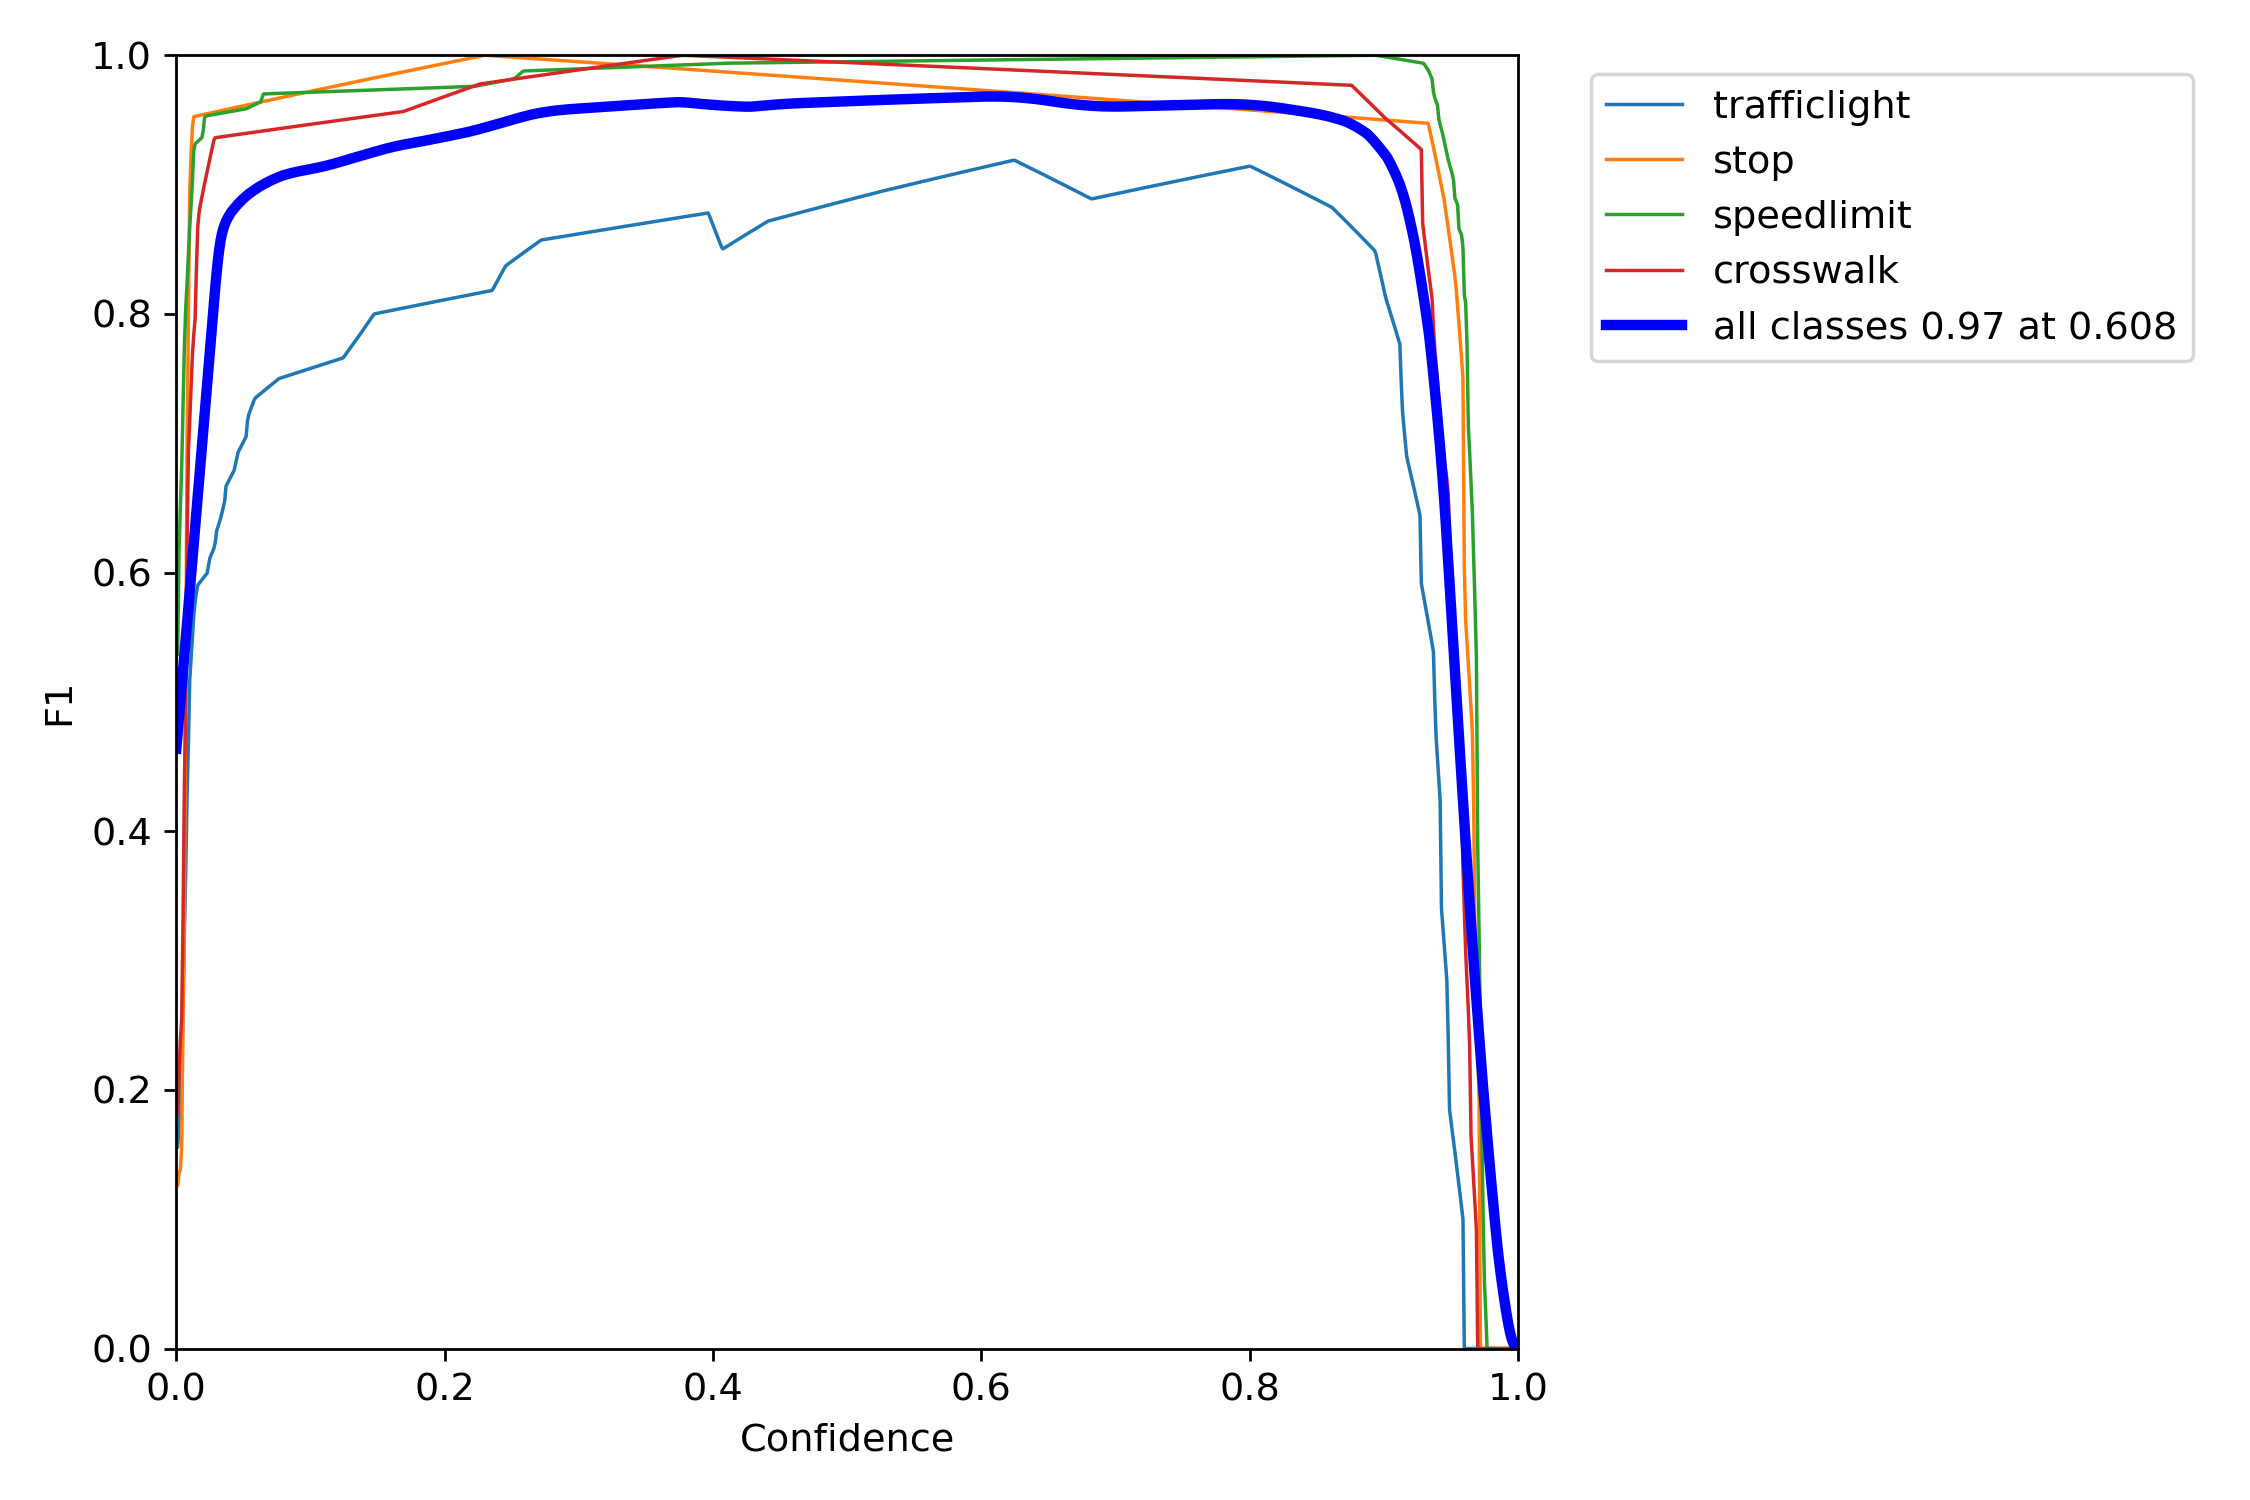 1.0
0.8
0.6
0.4
0.2
0.0
F1
0.0 0.2 0.4 0.6 0.8 1.0
Confidence
trafficlight
stop
speedlimit
crosswalk
all classes 0.97 at 0.608